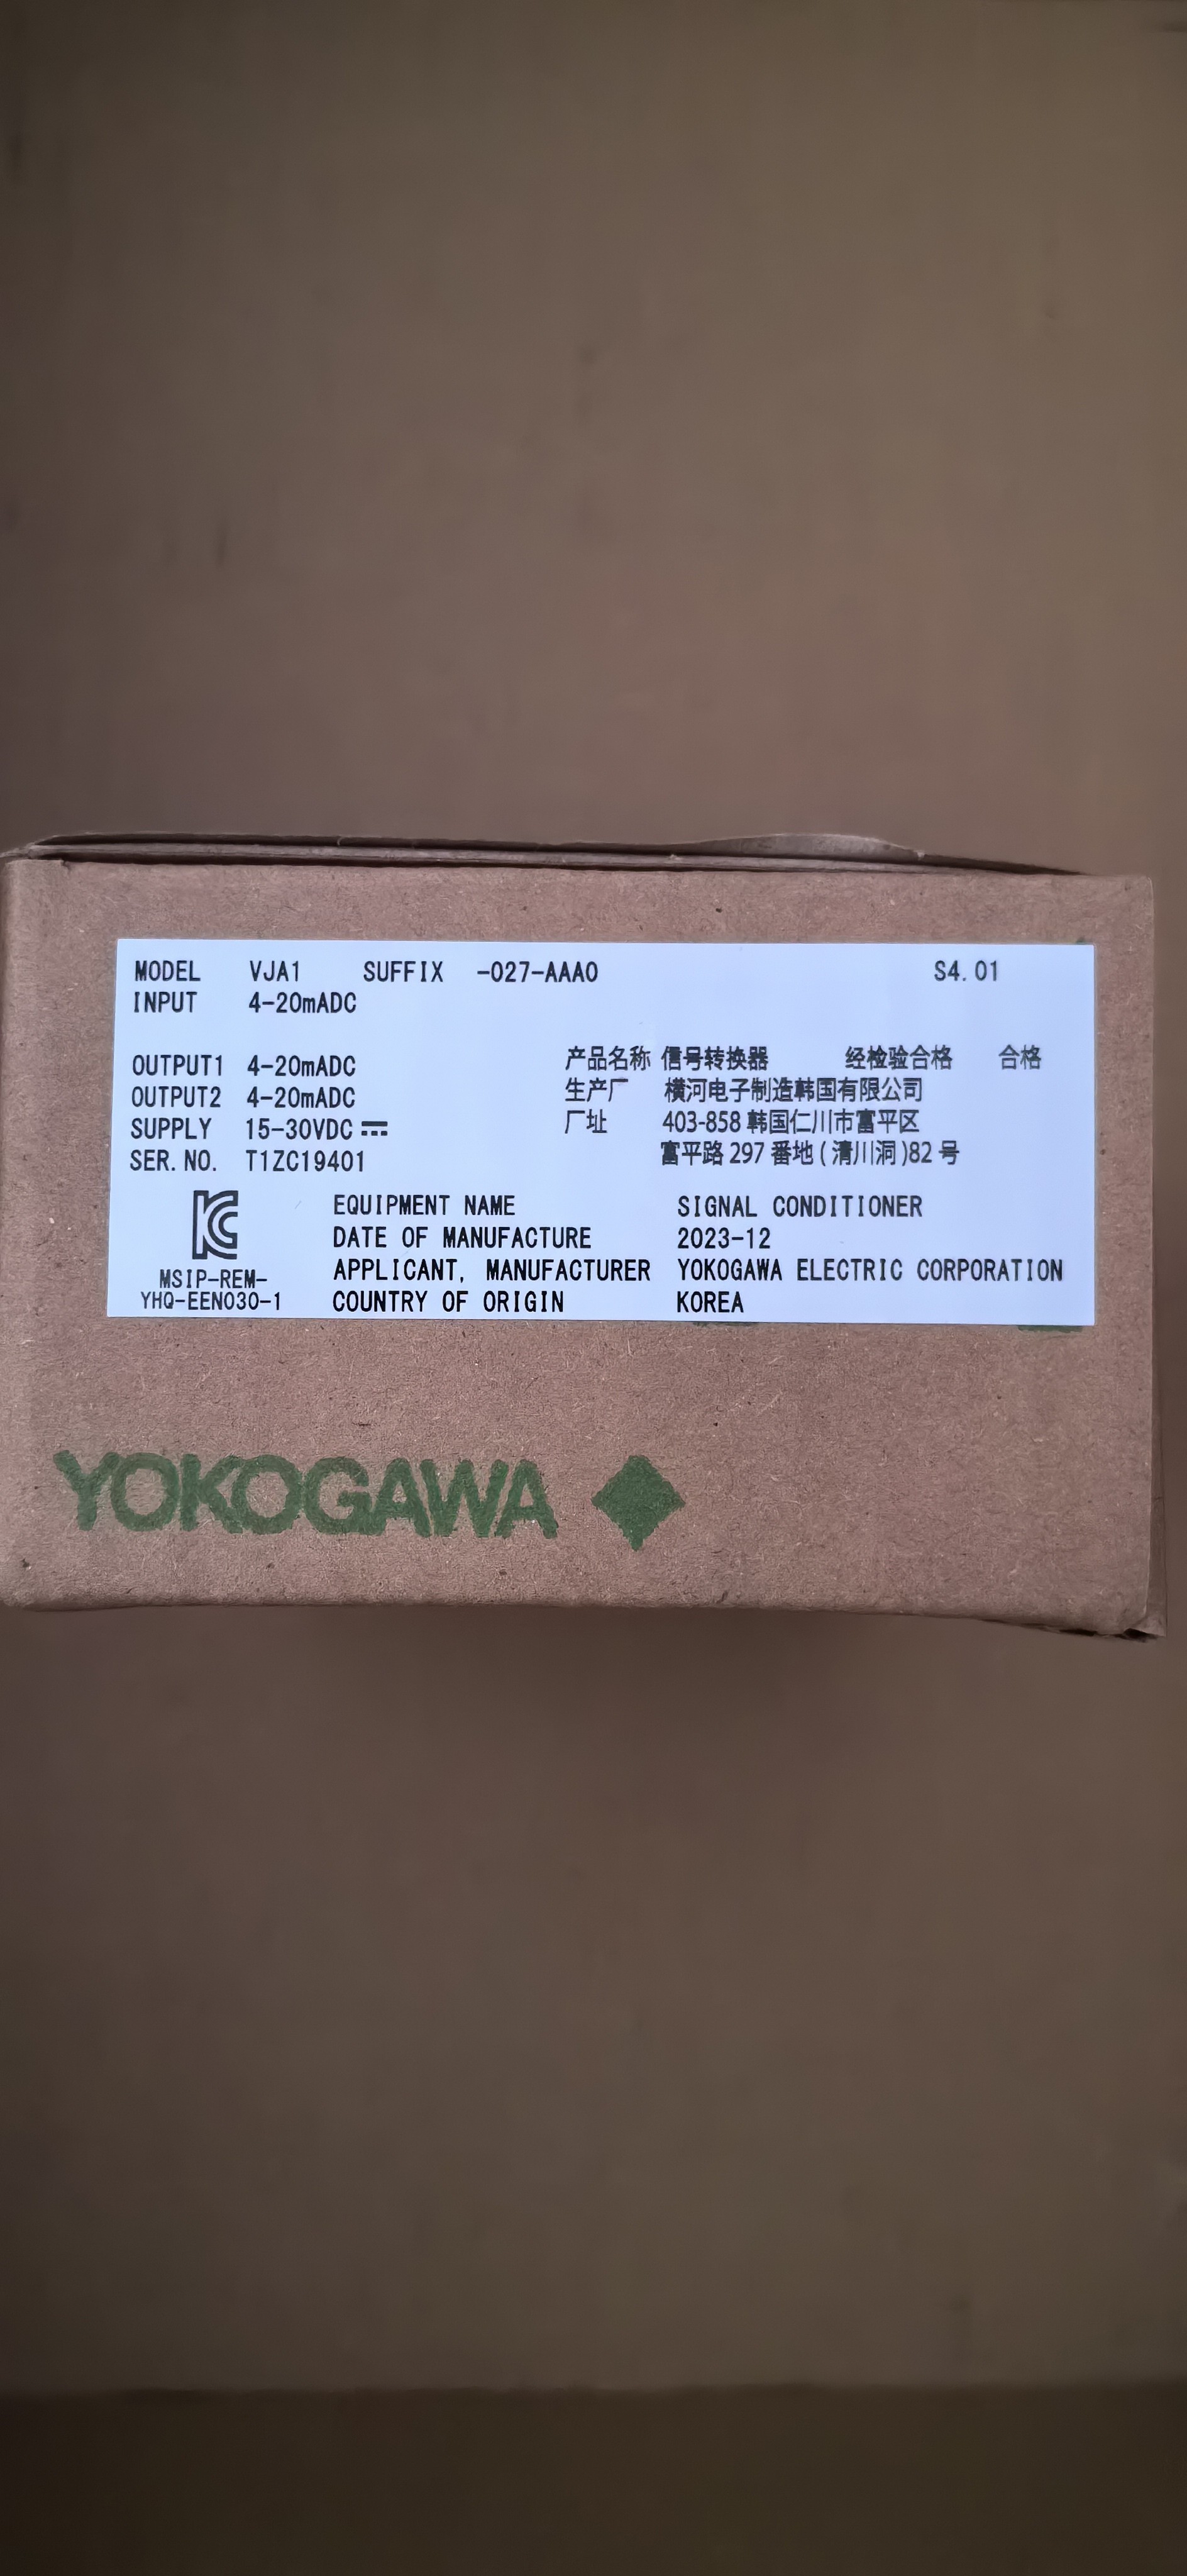 MODEL VJA1 SUFFIX -027-AAA0 S4.01
INPUT 4-20mADC
OUTPUT1 4-20mADC
OUTPUT2 4-20mADC
SUPPLY 15-30VDC
SER.NO. T1ZC19401
产品名称 信号转换器 经检验合格 合格
生产厂 横河电子制造韩国有限公司
厂址 403-858 韩国仁川市富平区
富平路 297 番地 ( 清川洞 )82 号
MSIP-REM-
YHQ-EEN030-1
EQUIPMENT NAME SIGNAL CONDITIONER
DATE OF MANUFACTURE 2023-12
APPLICANT, MANUFACTURER YOKOGAWA ELECTRIC CORPORATION
COUNTRY OF ORIGIN KOREA
YOKOGAWA